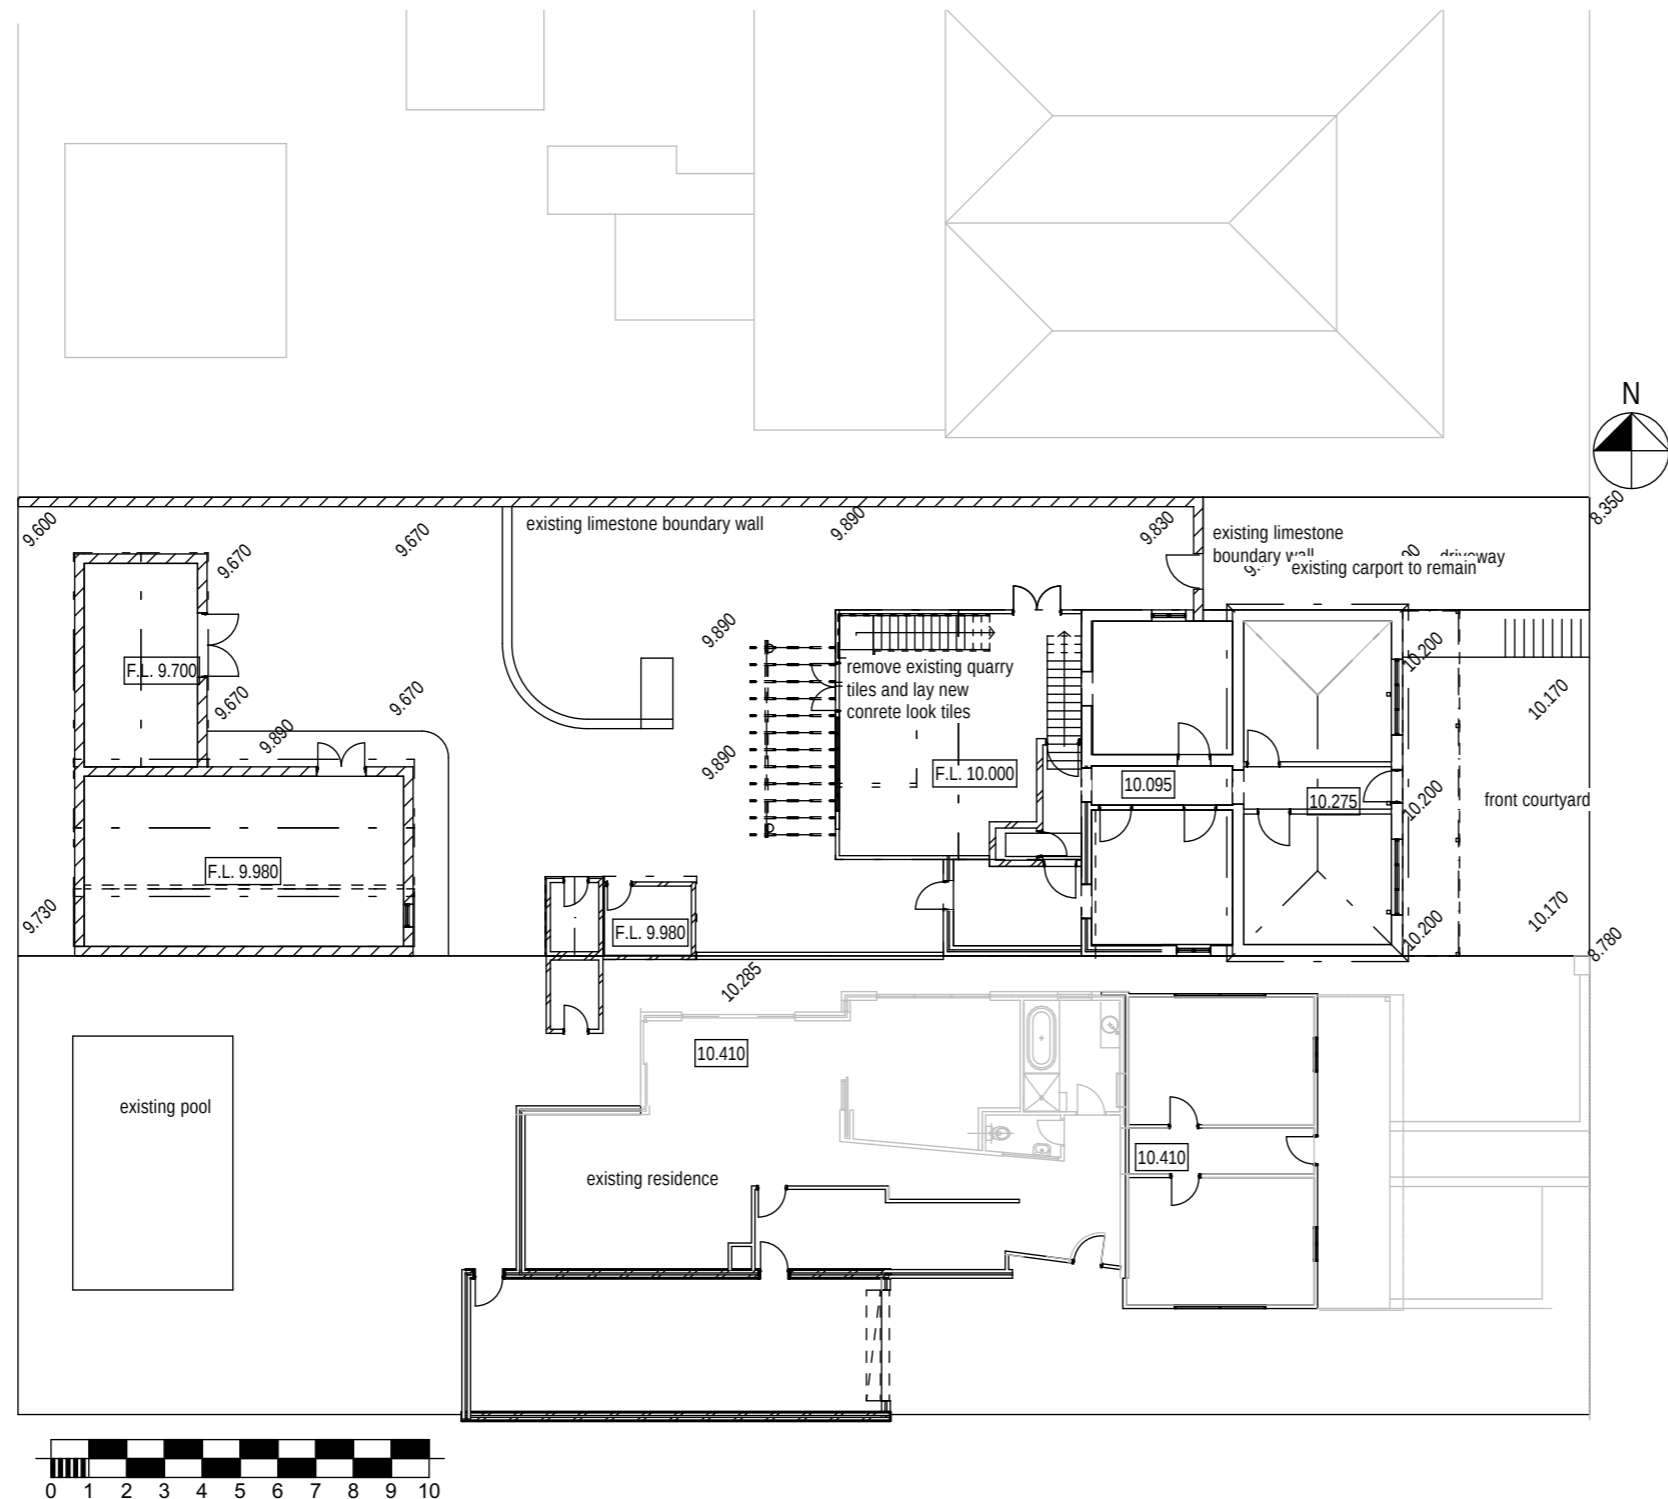 N
8.350
9.600
9.670
9.670
existing limestone boundary wall
9.890
9.830
existing limestone
boundary wall
driveway
existing carport to remain
9.890
10.200
F.L. 9.700
remove existing quarry
tiles and lay new
conrete look tiles
9.670
9.670
9.890
9.890
10.170
F.L. 10.000
10.095
10.275
10.200
front courtyard
F.L. 9.980
9.730
F.L. 9.980
10.200
10.170
8.780
10.285
10.410
existing pool
10.410
existing residence
0 1 2 3 4 5 6 7 8 9 10